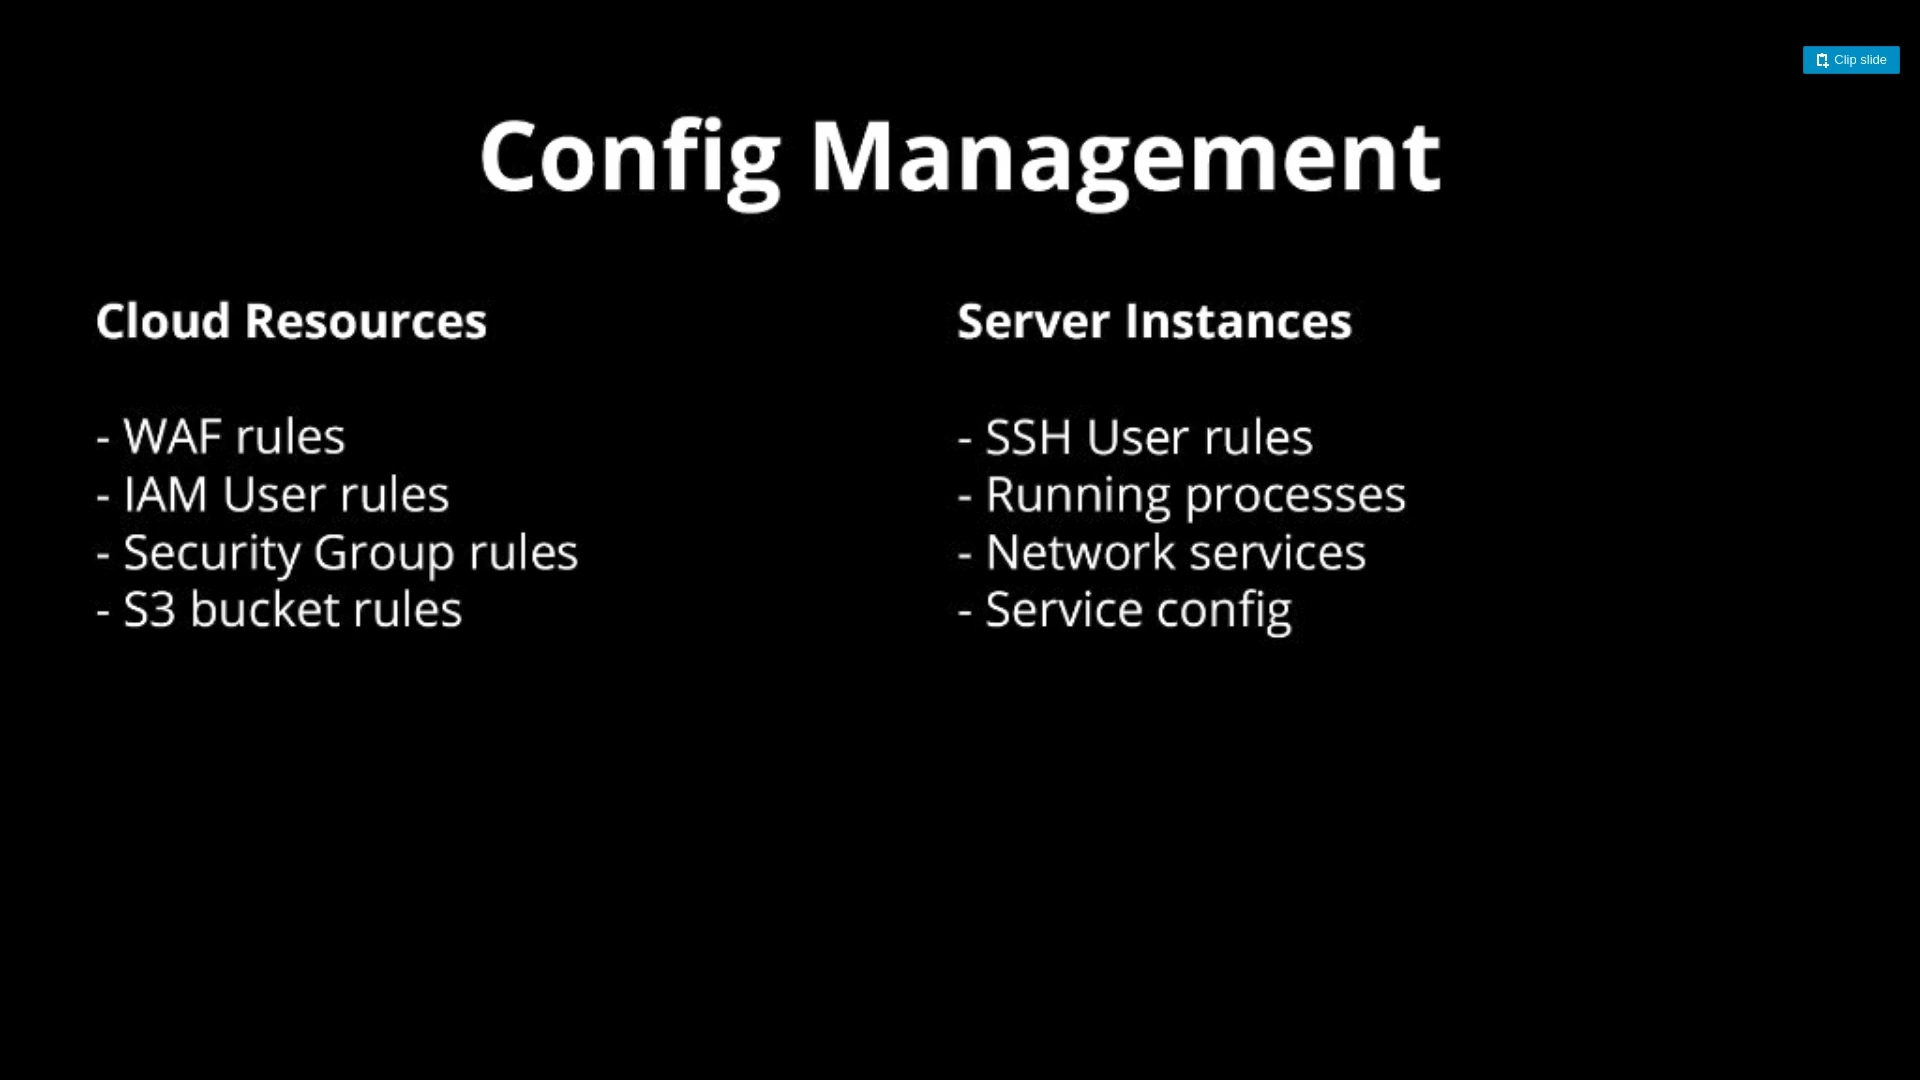 Clip slide
Config Management
Cloud Resources
- WAF rules
- IAM User rules
- Security Group rules
- S3 bucket rules
Server Instances
- SSH User rules
- Running processes
- Network services
- Service config